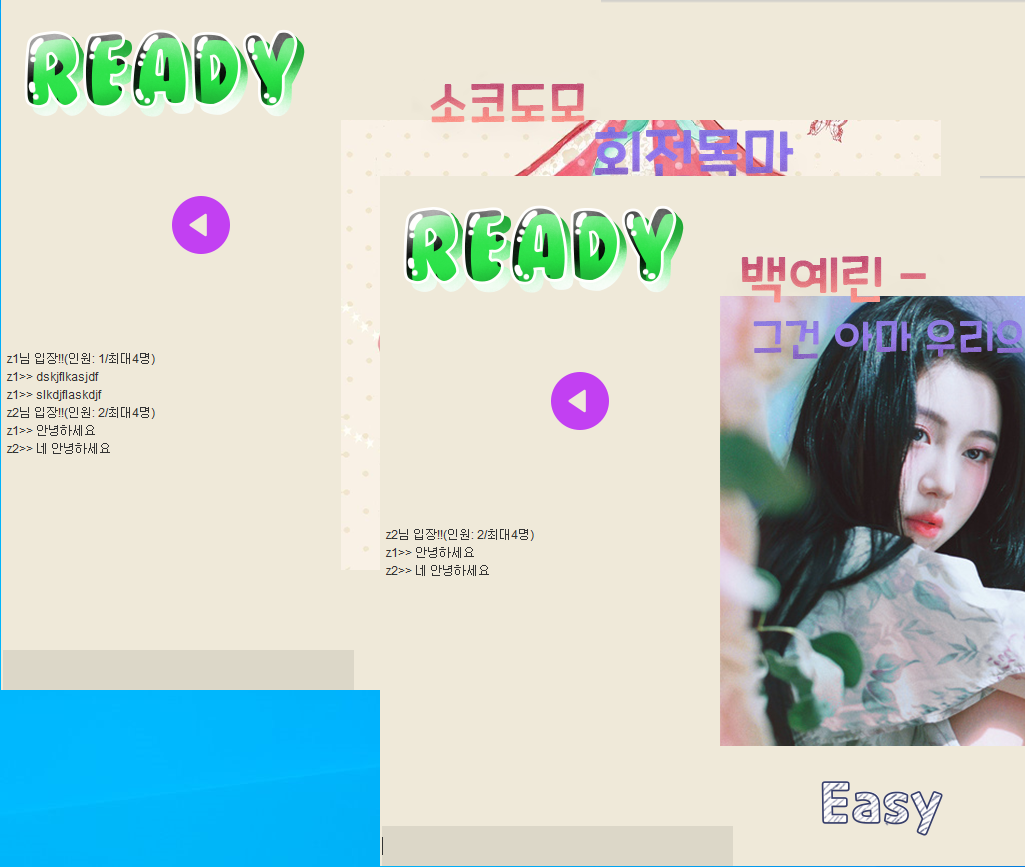 READY
소코도모
회전목마
z1님 입장!!(인원: 1/최대4명)
z1>> dskjflkasjdf
z1>> slkdjflaskdjf
z2님 입장!!(인원: 2/최대4명)
z1>> 안녕하세요
z2>> 네 안녕하세요
READY
백예린 -
그건 아마 우리의
z2님 입장!!(인원: 2/최대4명)
z1>> 안녕하세요
z2>> 네 안녕하세요
Easy